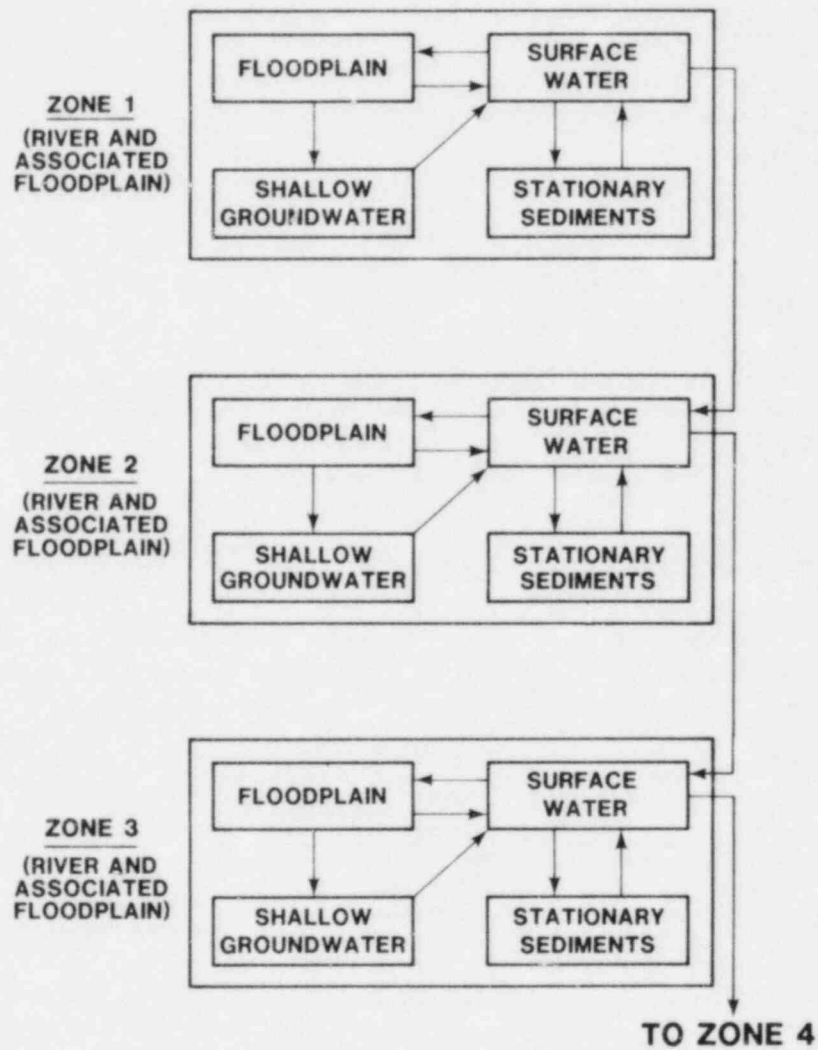 ZONE 1
(RIVER AND
ASSOCIATED
FLOODPLAIN)
FLOODPLAIN
SURFACE
WATER
SHALLOW
GROUNDWATER
STATIONARY
SEDIMENTS
ZONE 2
(RIVER AND
ASSOCIATED
FLOODPLAIN)
FLOODPLAIN
SURFACE
WATER
SHALLOW
GROUNDWATER
STATIONARY
SEDIMENTS
ZONE 3
(RIVER AND
ASSOCIATED
FLOODPLAIN)
FLOODPLAIN
SURFACE
WATER
SHALLOW
GROUNDWATER
STATIONARY
SEDIMENTS
TO ZONE 4